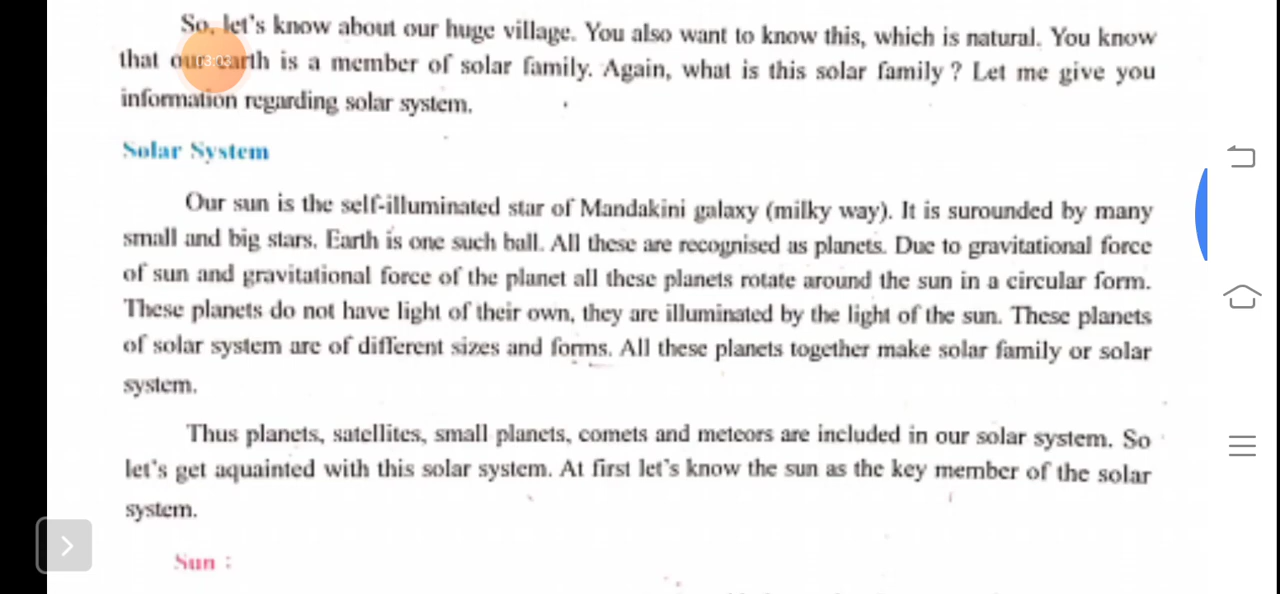 So, let's know about our huge village. You also want to know this, which is natural. You know
that our earth is a member of solar family. Again, what is this solar family ? Let me give you
information regarding solar system.
Solar System
Our sun is the self-illuminated star of Mandakini galaxy (milky way). It is surounded by many
small and big stars. Earth is one such ball. All these are recognised as planets. Due to gravitational force
of sun and gravitational force of the planet all these planets rotate around the sun in a circular form.
These planets do not have light of their own, they are illuminated by the light of the sun. These planets
of solar system are of different sizes and forms. All these planets together make solar family or solar
system.
Thus planets, satellites, small planets, comets and meteors are included in our solar system. So
let's get aquainted with this solar system. At first let's know the sun as the key member of the solar
system.
Sun :